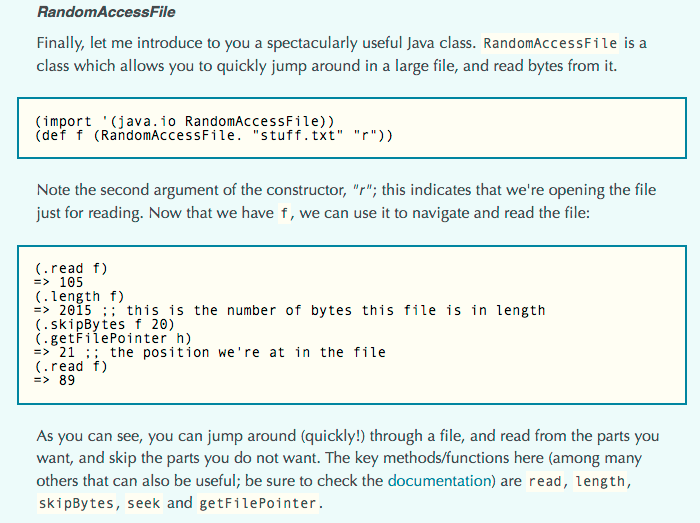 RandomAccessFile
Finally, let me introduce to you a spectacularly useful Java class. RandomAccessFile is a
class which allows you to quickly jump around in a large file, and read bytes from it.
(import '(java.io RandomAccessFile))
(def f (RandomAccessFile. "stuff.txt" "r"))
Note the second argument of the constructor, "r"; this indicates that we're opening the file
just for reading. Now that we have f, we can use it to navigate and read the file:
(.read f)
=> 105
(.length f)
=> 2015 ;; this is the number of bytes this file is in length
(.skipBytes f 20)
(.getFilePointer h)
=> 21 ;; the position we're at in the file
(.read f)
=> 89
As you can see, you can jump around (quickly!) through a file, and read from the parts you
want, and skip the parts you do not want. The key methods/functions here (among many
others that can also be useful; be sure to check the documentation) are read, length,
skipBytes, seek and getFilePointer.